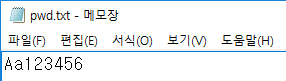 pwd.txt - 메모장
파일(F) 편집(E) 서식(O) 보기(V) 도움말(H)
Aa123456